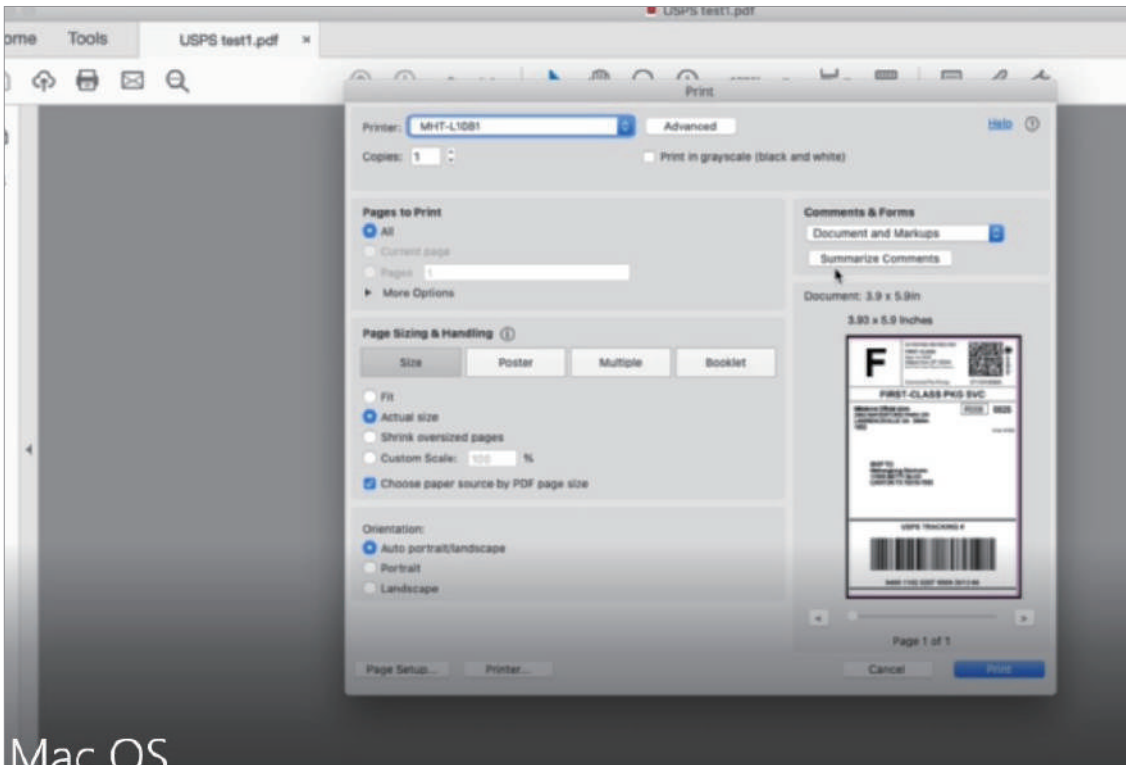 USPS test1.pdf
ome Tools USPS test1.pdf ×
Print
Printer: MHT-L1081 Advanced Help
Copies: 1 Print in grayscale (black and white)
Pages to Print
All
Current page
Pages 1
More Options
Comments & Forms
Document and Markups
Summarize Comments
Page Sizing & Handling
Size Poster Multiple Booklet
Fit
Actual size
Shrink oversized pages
Custom Scale: 100 %
Choose paper source by PDF page size
Orientation:
Auto portrait/landscape
Portrait
Landscape
Document: 3.9 x 5.9in
3.93 x 5.9 Inches
F
FIRST-CLASS PKG SVC
SHIP TO
USPS TRACKING #
< >
Page 1 of 1
Page Setup... Printer... Cancel Print
Mac OS